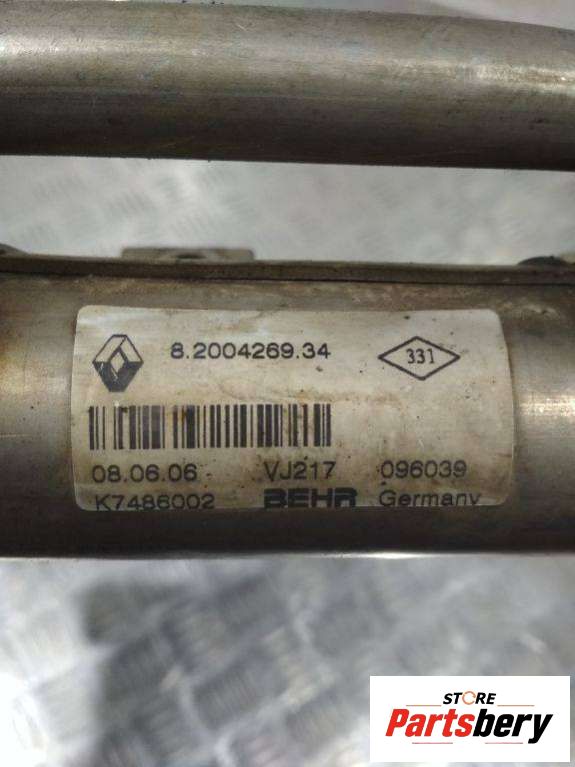 8.2004269.34 331
08.06.06 VJ217 096039
K7486002 BEHR Germany
STORE
Partsbery